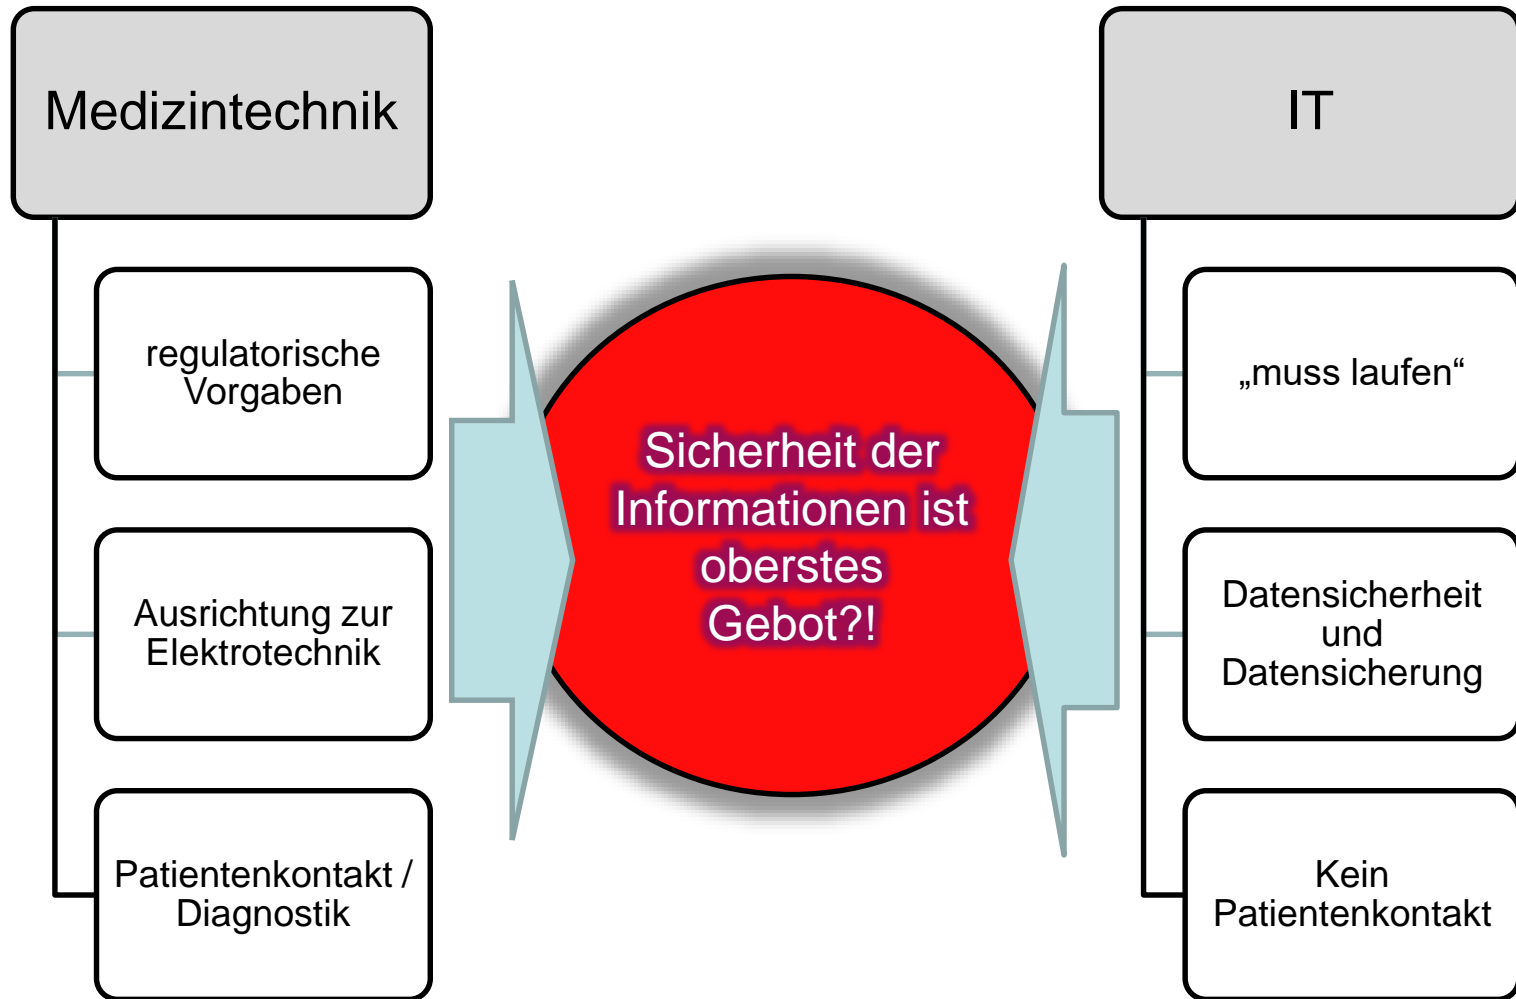 Medizintechnik
regulatorische
Vorgaben
Ausrichtung zur
Elektrotechnik
Patientenkontakt /
Diagnostik
Sicherheit der
Informationen ist
oberstes
Gebot?!
IT
„muss laufen“
Datensicherheit
und
Datensicherung
Kein
Patientenkontakt